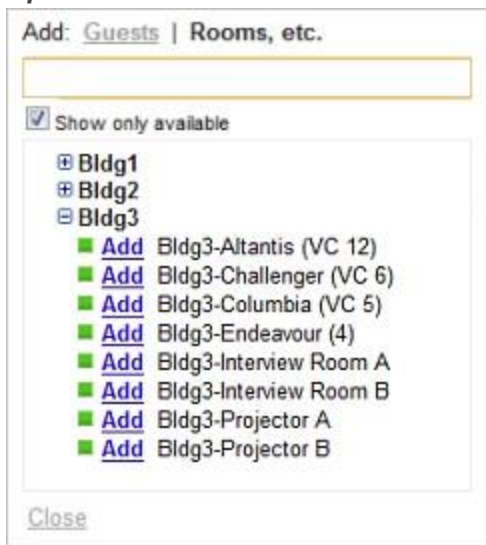 Add: Guests | Rooms, etc.
Show only available
Bldg1
Bldg2
Bldg3
Add Bldg3-Altantis (VC 12)
Add Bldg3-Challenger (VC 6)
Add Bldg3-Columbia (VC 5)
Add Bldg3-Endeavour (4)
Add Bldg3-Interview Room A
Add Bldg3-Interview Room B
Add Bldg3-Projector A
Add Bldg3-Projector B
Close